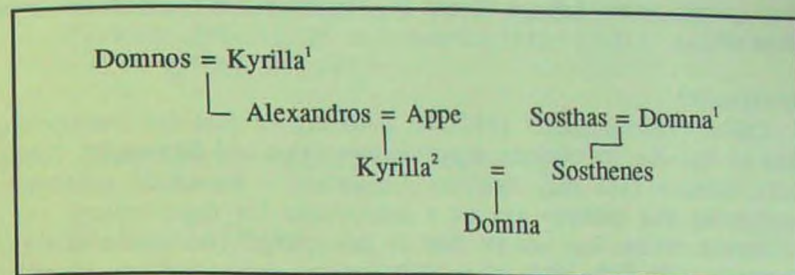 Domnos = Kyrilla¹
Alexandros = Appe Sosthas = Domna¹
Kyrilla² = Sosthenes
Domna